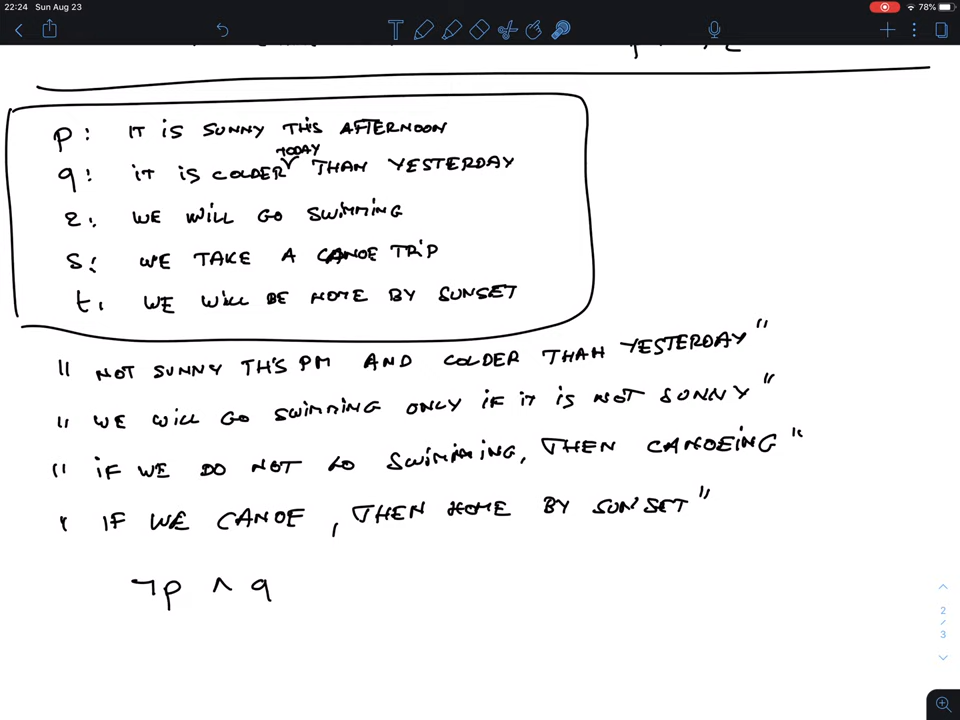 22:24 Sun Aug 23
78%
p: IT IS SUNNY THIS AFTERNOON
TODAY
q: IT IS COLDER THAN YESTERDAY
r: WE WILL GO SWIMMING
s: WE TAKE A CANOE TRIP
t: WE WILL BE HOME BY SUNSET
" NOT SUNNY TH'S PM AND COLDER THAN YESTERDAY "
" WE WILL GO SWIMMING ONLY IF IT IS NOT SUNNY "
" IF WE DO NOT GO SWIMMING, THEN CANOEING "
" IF WE CANOE, THEN HOME BY SUNSET "
¬p ∧ q
2 / 3